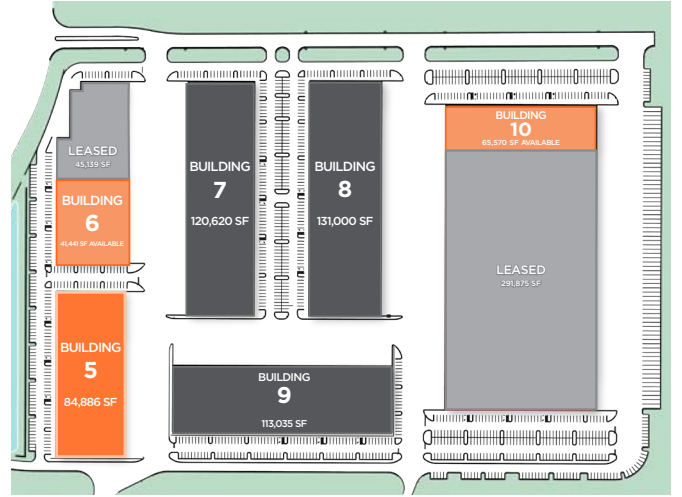 LEASED
45,139 SF
BUILDING
6
41,441 SF AVAILABLE
BUILDING
5
84,886 SF
BUILDING
7
120,620 SF
BUILDING
8
131,000 SF
BUILDING
9
113,035 SF
BUILDING
10
65,570 SF AVAILABLE
LEASED
291,875 SF